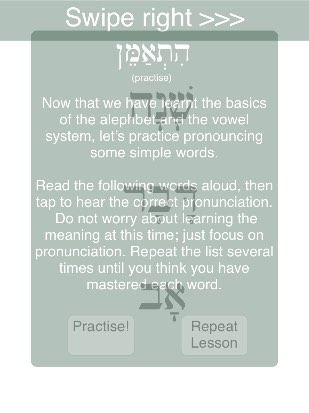 Swipe right >>>
הִתְאַמֵּן
(practise)
Now that we have learnt the basics
of the alephbet and the vowel
system, let's practice pronouncing
some simple words.
Read the following words aloud, then
tap to hear the correct pronunciation.
Do not worry about learning the
meaning at this time; just focus on
pronunciation. Repeat the list several
times until you think you have
mastered each word.
שָׁנָה
אָב
Practise!
Repeat
Lesson